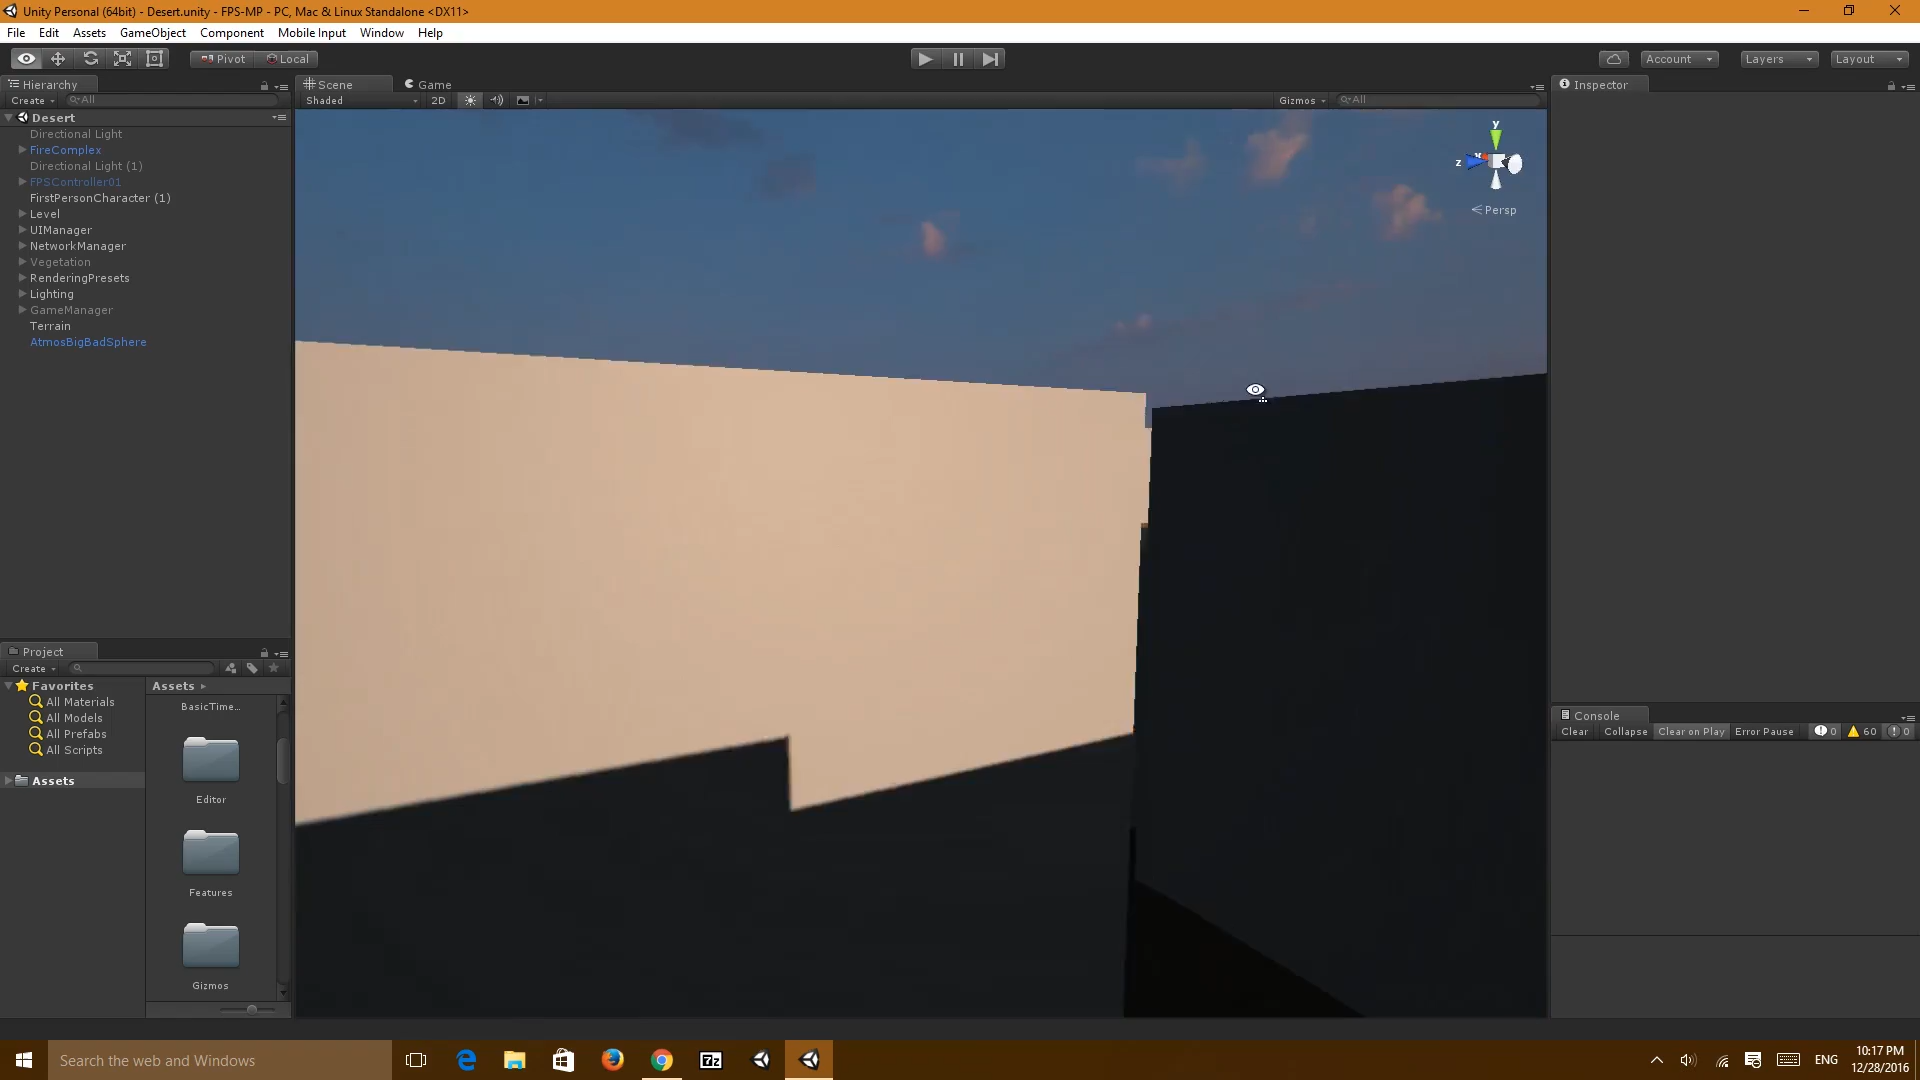 Unity Personal (64bit) - Desert.unity - FPS-MP - PC, Mac & Linux Standalone <DX11>
File Edit Assets GameObject Component Mobile Input Window Help
Pivot Local Account Layers Layout
Hierarchy Scene Game Inspector
Create All Shaded 2D Gizmos All
Desert
Directional Light
FireComplex
Directional Light (1)
FPSController01
FirstPersonCharacter (1)
Level
UIManager
NetworkManager
Vegetation
RenderingPresets
Lighting
GameManager
Terrain
AtmosBigBadSphere
y
z x
Persp
Project
Create
Favorites
All Materials
All Models
All Prefabs
All Scripts
Assets
Assets
BasicTime...
Editor
Features
Gizmos
Console
Clear Collapse Clear on Play Error Pause 0 60 0
Search the web and Windows
7z
ENG
10:17 PM
12/28/2016